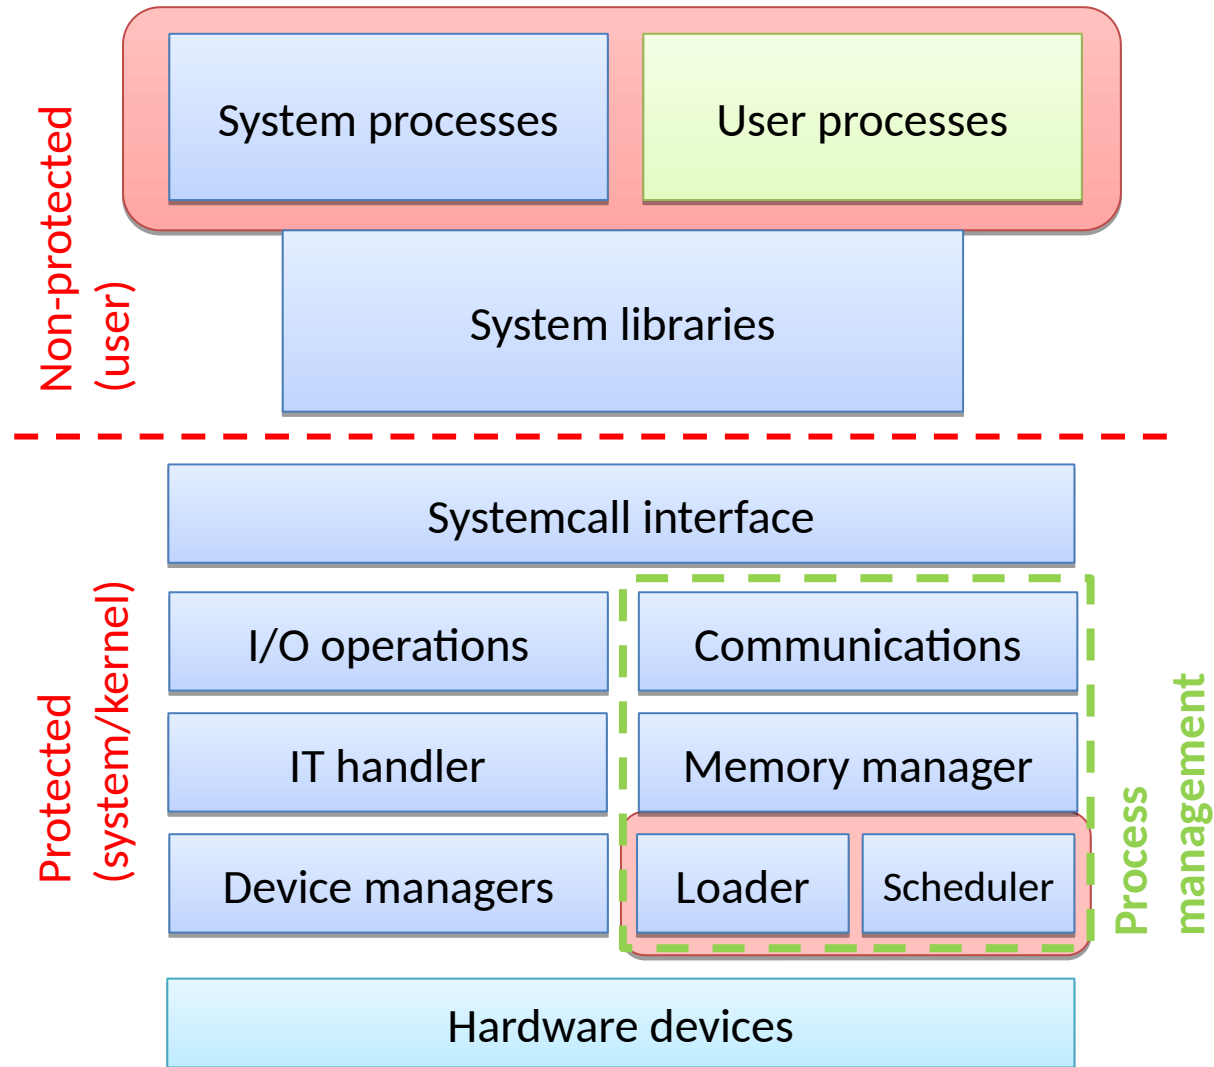 System processes
User processes
Non-protected
(user)
System libraries
Systemcall interface
I/O operations
Communications
Protected
(system/kernel)
IT handler
Memory manager
Process
management
Device managers
Loader
Scheduler
Hardware devices